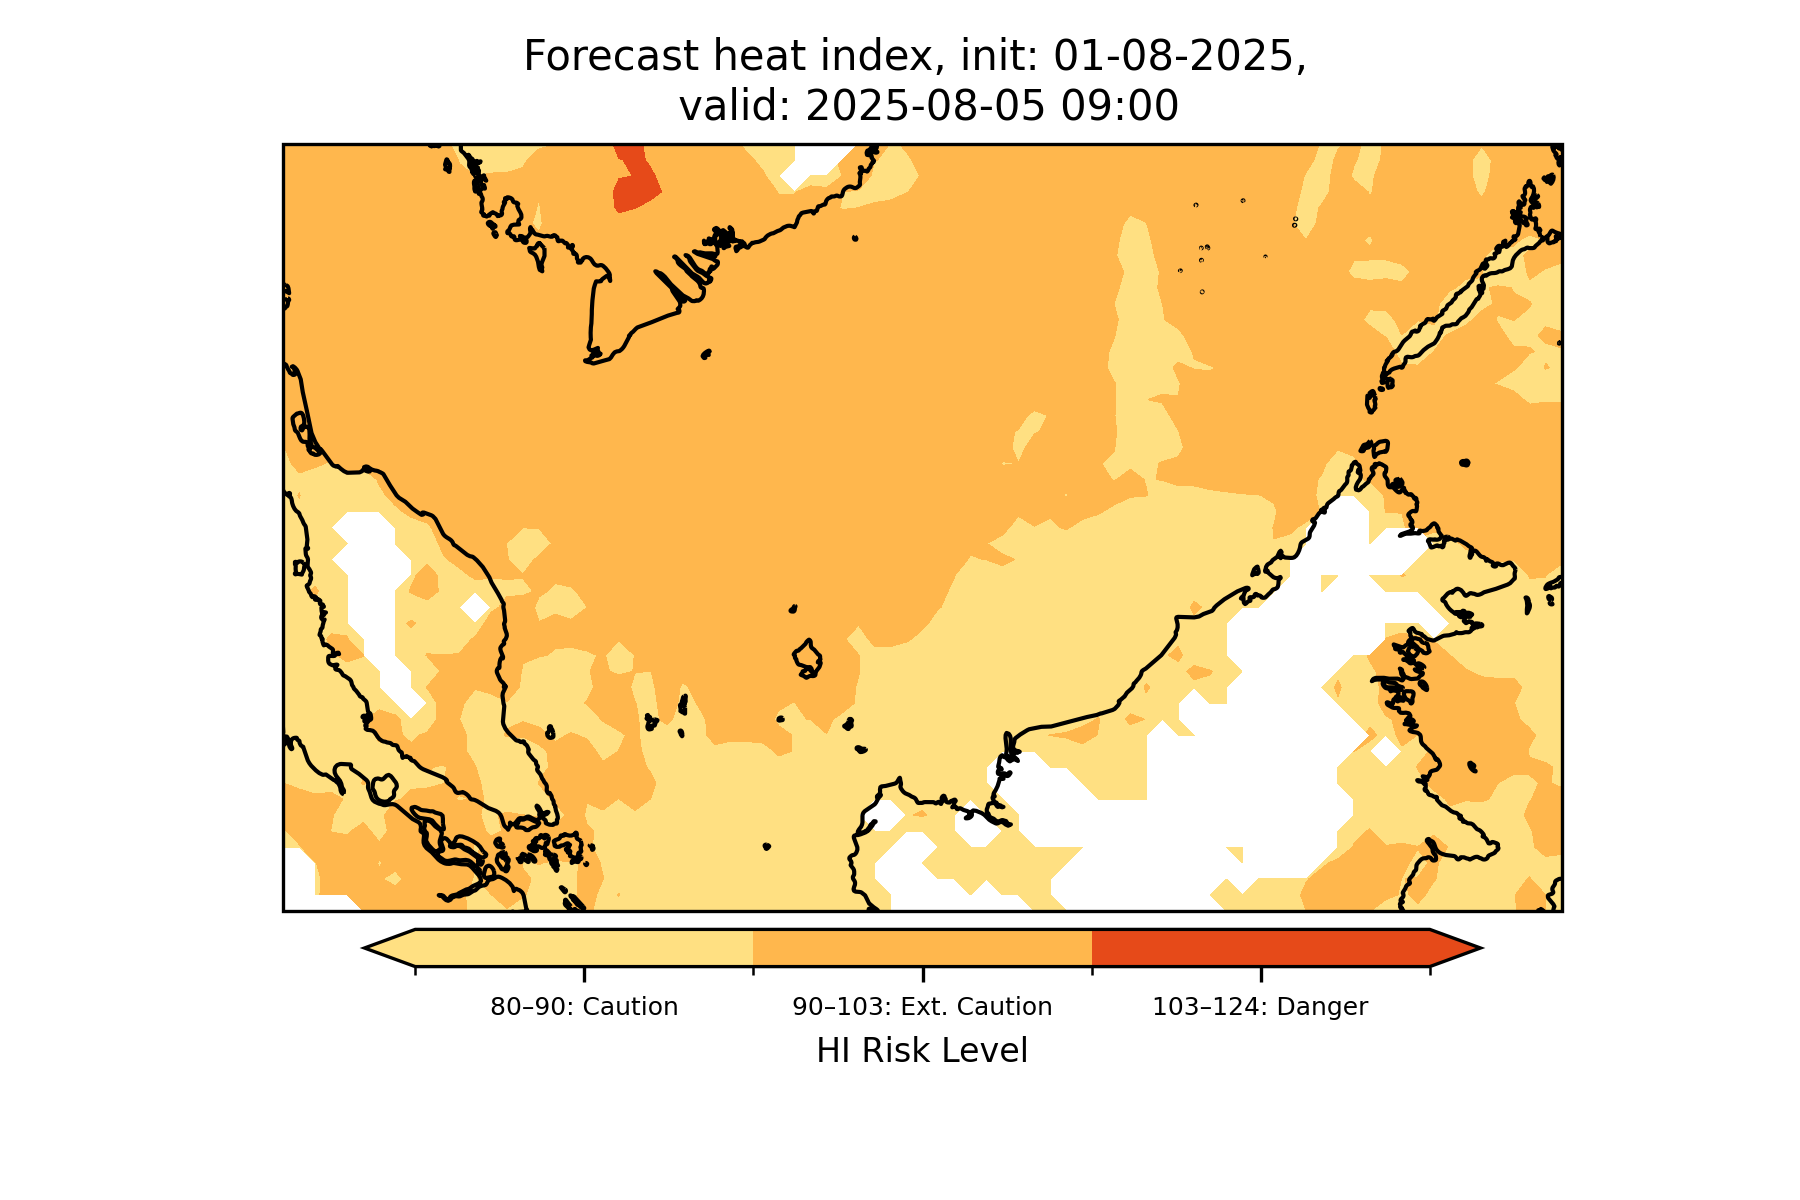 Forecast heat index, init: 01-08-2025,
valid: 2025-08-05 09:00
80–90: Caution
90–103: Ext. Caution
103–124: Danger
HI Risk Level